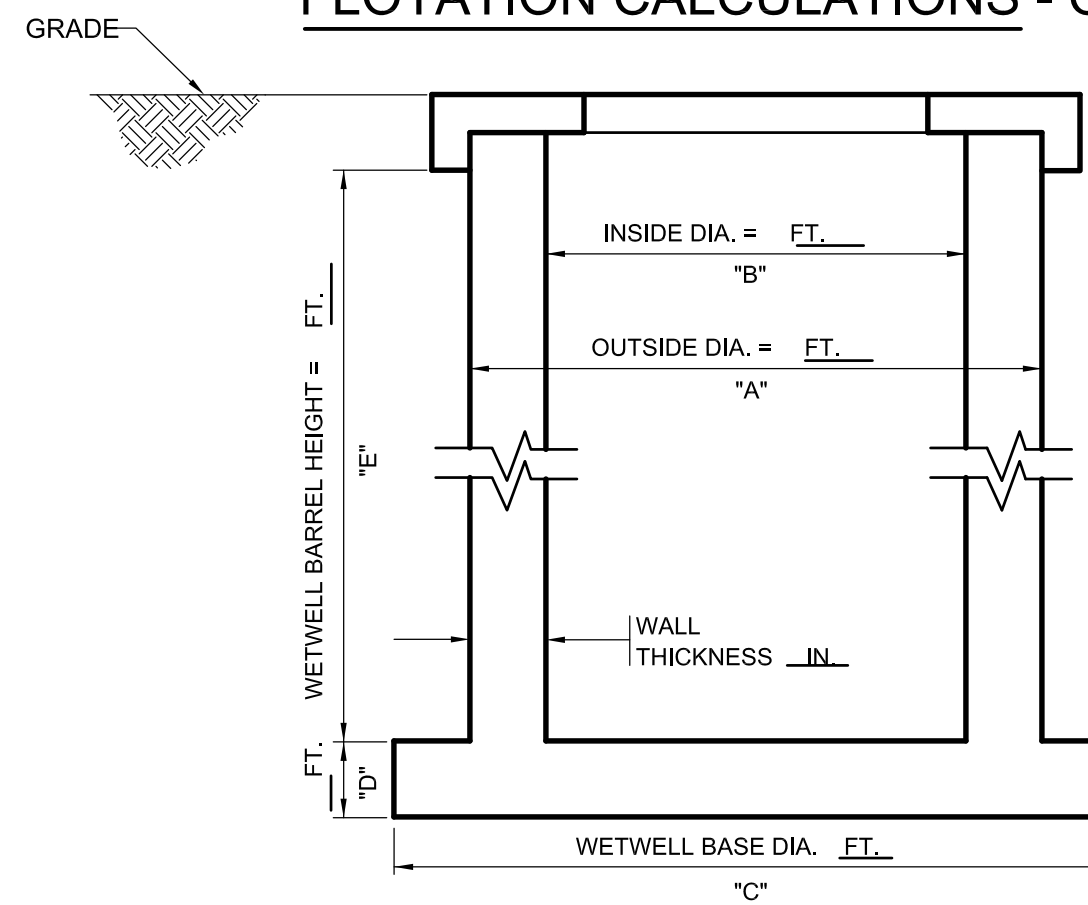 FLOTATION CALCULATIONS -
GRADE
INSIDE DIA. = FT.
"B"
OUTSIDE DIA. = FT.
"A"
WETWELL BARREL HEIGHT = FT.
"E"
WALL
THICKNESS IN.
FT.
"D"
WETWELL BASE DIA. FT.
"C"